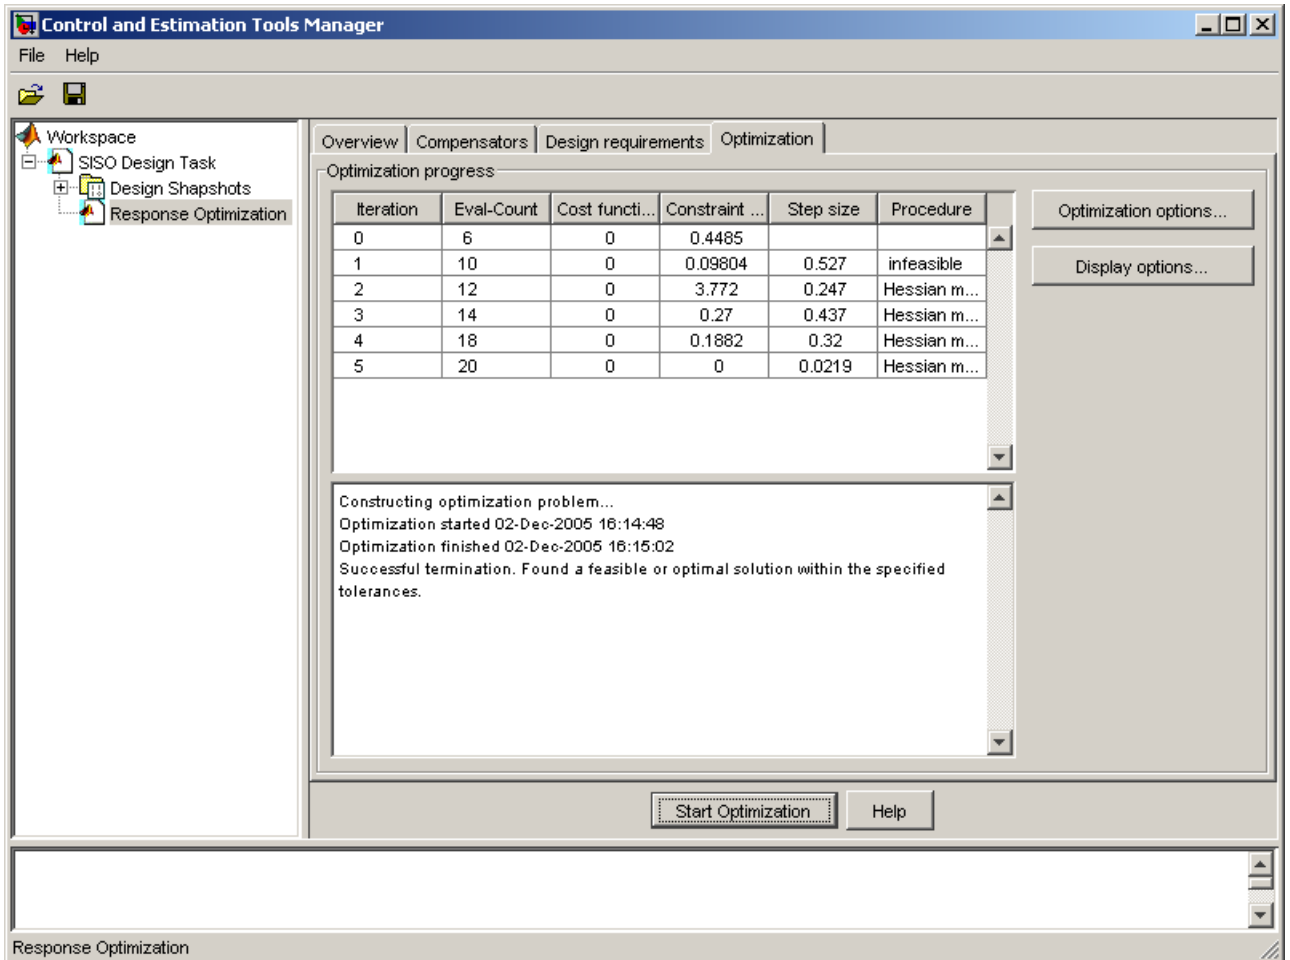 Control and Estimation Tools Manager
File Help
Workspace
SISO Design Task
Design Shapshots
Response Optimization
Overview Compensators Design requirements Optimization
Optimization progress
Iteration Eval-Count Cost functi... Constraint ... Step size Procedure
0 6 0 0.4485
1 10 0 0.09804 0.527 infeasible
2 12 0 3.772 0.247 Hessian m...
3 14 0 0.27 0.437 Hessian m...
4 18 0 0.1882 0.32 Hessian m...
5 20 0 0 0.0219 Hessian m...
Optimization options...
Display options...
Constructing optimization problem...
Optimization started 02-Dec-2005 16:14:48
Optimization finished 02-Dec-2005 16:15:02
Successful termination. Found a feasible or optimal solution within the specified
tolerances.
Start Optimization Help
Response Optimization